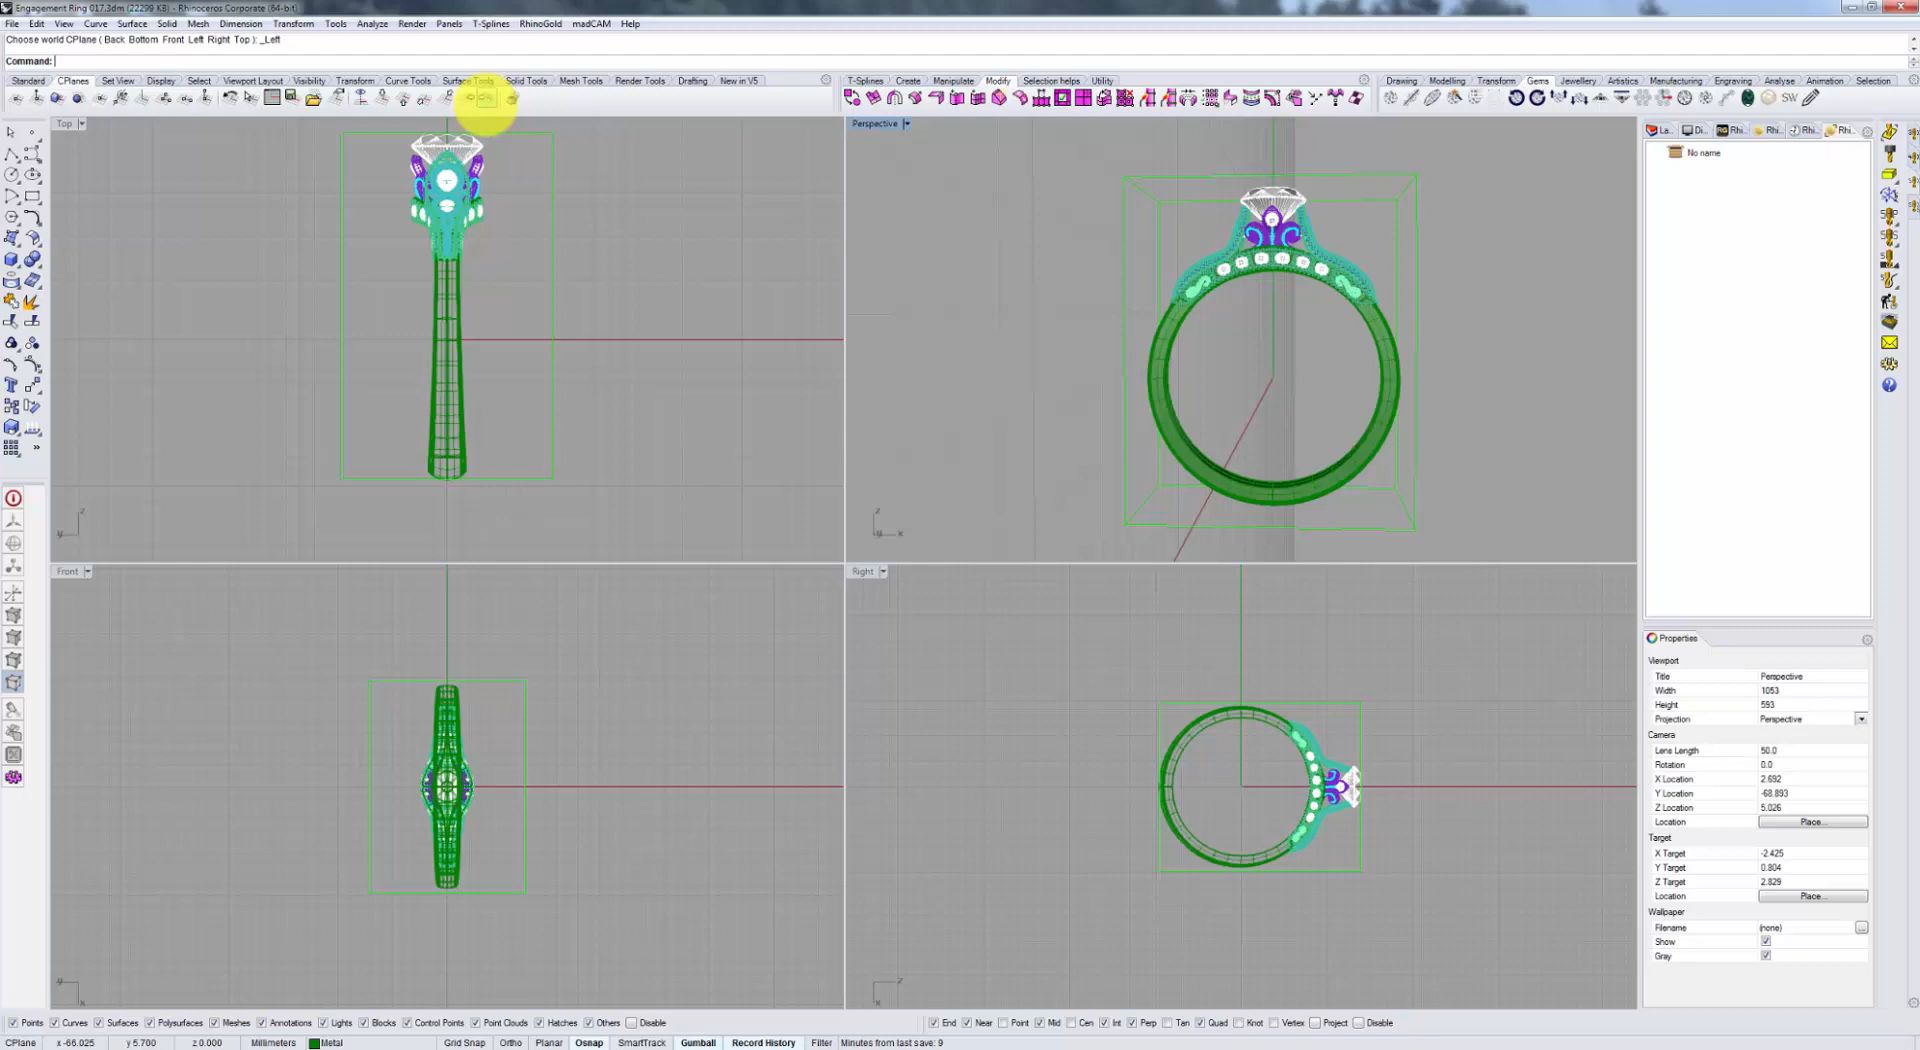 Engagement Ring 017.3dm (22299 KB) - Rhinoceros Corporate (64-bit)
File Edit View Curve Surface Solid Mesh Dimension Transform Tools Analyze Render Panels T-Splines RhinoGold madCAM Help
Choose world CPlane ( Back Bottom Front Left Right Top ): _Left
Command:
Standard CPlanes Set View Display Select Viewport Layout Visibility Transform Curve Tools Surface Tools Solid Tools Mesh Tools Render Tools Drafting New in V5
T-Splines Create Manipulate Modify Selection helps Utility
Drawing Modelling Transform Gems Jewellery Artistics Manufacturing Engraving Analyse Animation Selection
SW
Top
Perspective
La... Di... Rhi... Rhi... Rhi... Rhi...
No name
z
y
z
y x
Front
Right
y
x
z
x
Properties
Viewport
Title Perspective
Width 1053
Height 593
Projection Perspective
Camera
Lens Length 50.0
Rotation 0.0
X Location 2.692
Y Location -68.893
Z Location 5.026
Location Place...
Target
X Target -2.425
Y Target 0.804
Z Target 2.829
Location Place...
Wallpaper
Filename (none) ...
Show
Gray
Points Curves Surfaces Polysurfaces Meshes Annotations Lights Blocks Control Points Point Clouds Hatches Others Disable
End Near Point Mid Cen Int Perp Tan Quad Knot Vertex Project Disable
CPlane x -66.025 y 5.700 z 0.000 Millimeters Metal Grid Snap Ortho Planar Osnap SmartTrack Gumball Record History Filter Minutes from last save: 9